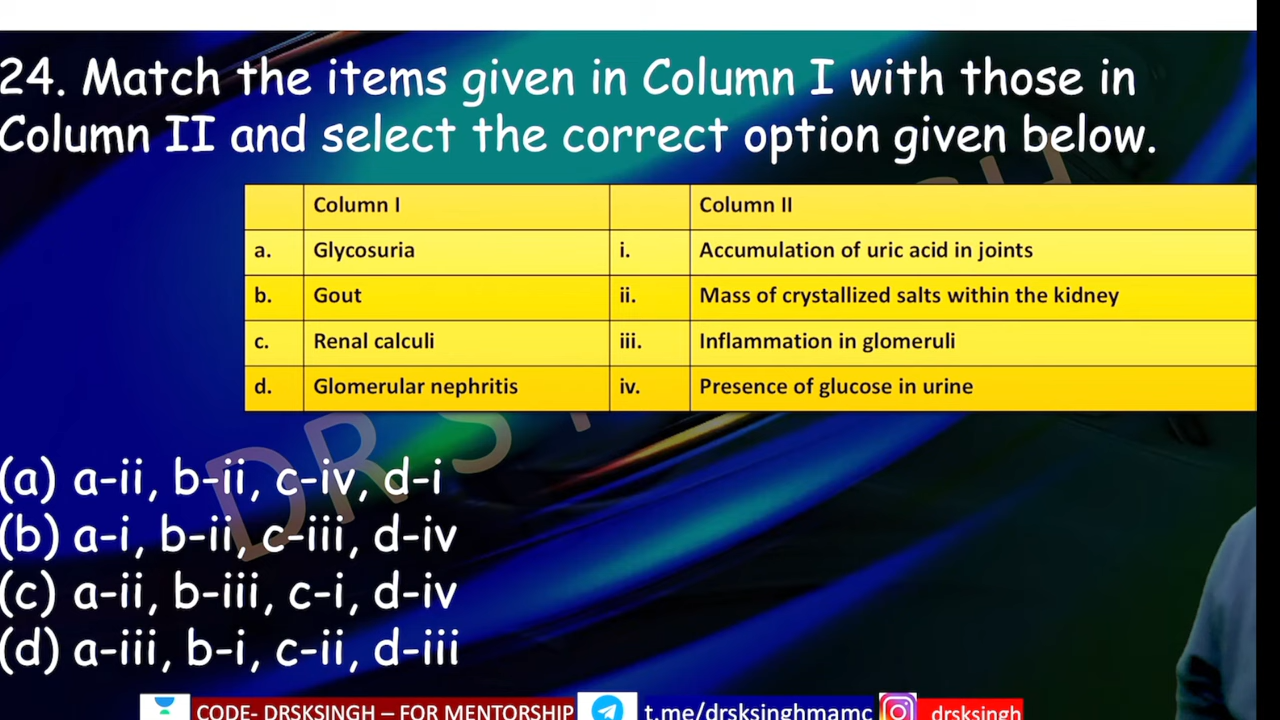 24. Match the items given in Column I with those in
Column II and select the correct option given below.
Column I Column II
a. Glycosuria i. Accumulation of uric acid in joints
b. Gout ii. Mass of crystallized salts within the kidney
c. Renal calculi iii. Inflammation in glomeruli
d. Glomerular nephritis iv. Presence of glucose in urine
(a) a-ii, b-ii, c-iv, d-i
(b) a-i, b-ii, c-iii, d-iv
(c) a-ii, b-iii, c-i, d-iv
(d) a-iii, b-i, c-ii, d-iii
CODE- DRSKSINGH – FOR MENTORSHIP t.me/drsksinghmamc drsksingh